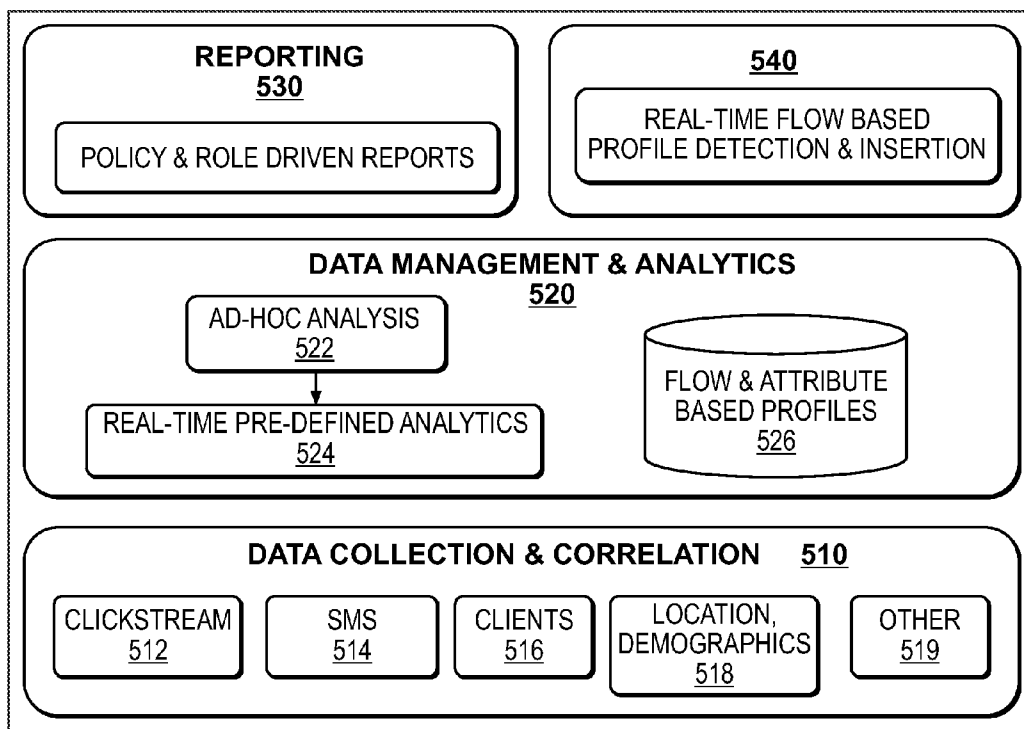 REPORTING
530
POLICY & ROLE DRIVEN REPORTS
540
REAL-TIME FLOW BASED
PROFILE DETECTION & INSERTION
DATA MANAGEMENT & ANALYTICS
520
AD-HOC ANALYSIS
522
REAL-TIME PRE-DEFINED ANALYTICS
524
FLOW & ATTRIBUTE
BASED PROFILES
526
DATA COLLECTION & CORRELATION 510
CLICKSTREAM
512
SMS
514
CLIENTS
516
LOCATION,
DEMOGRAPHICS
518
OTHER
519